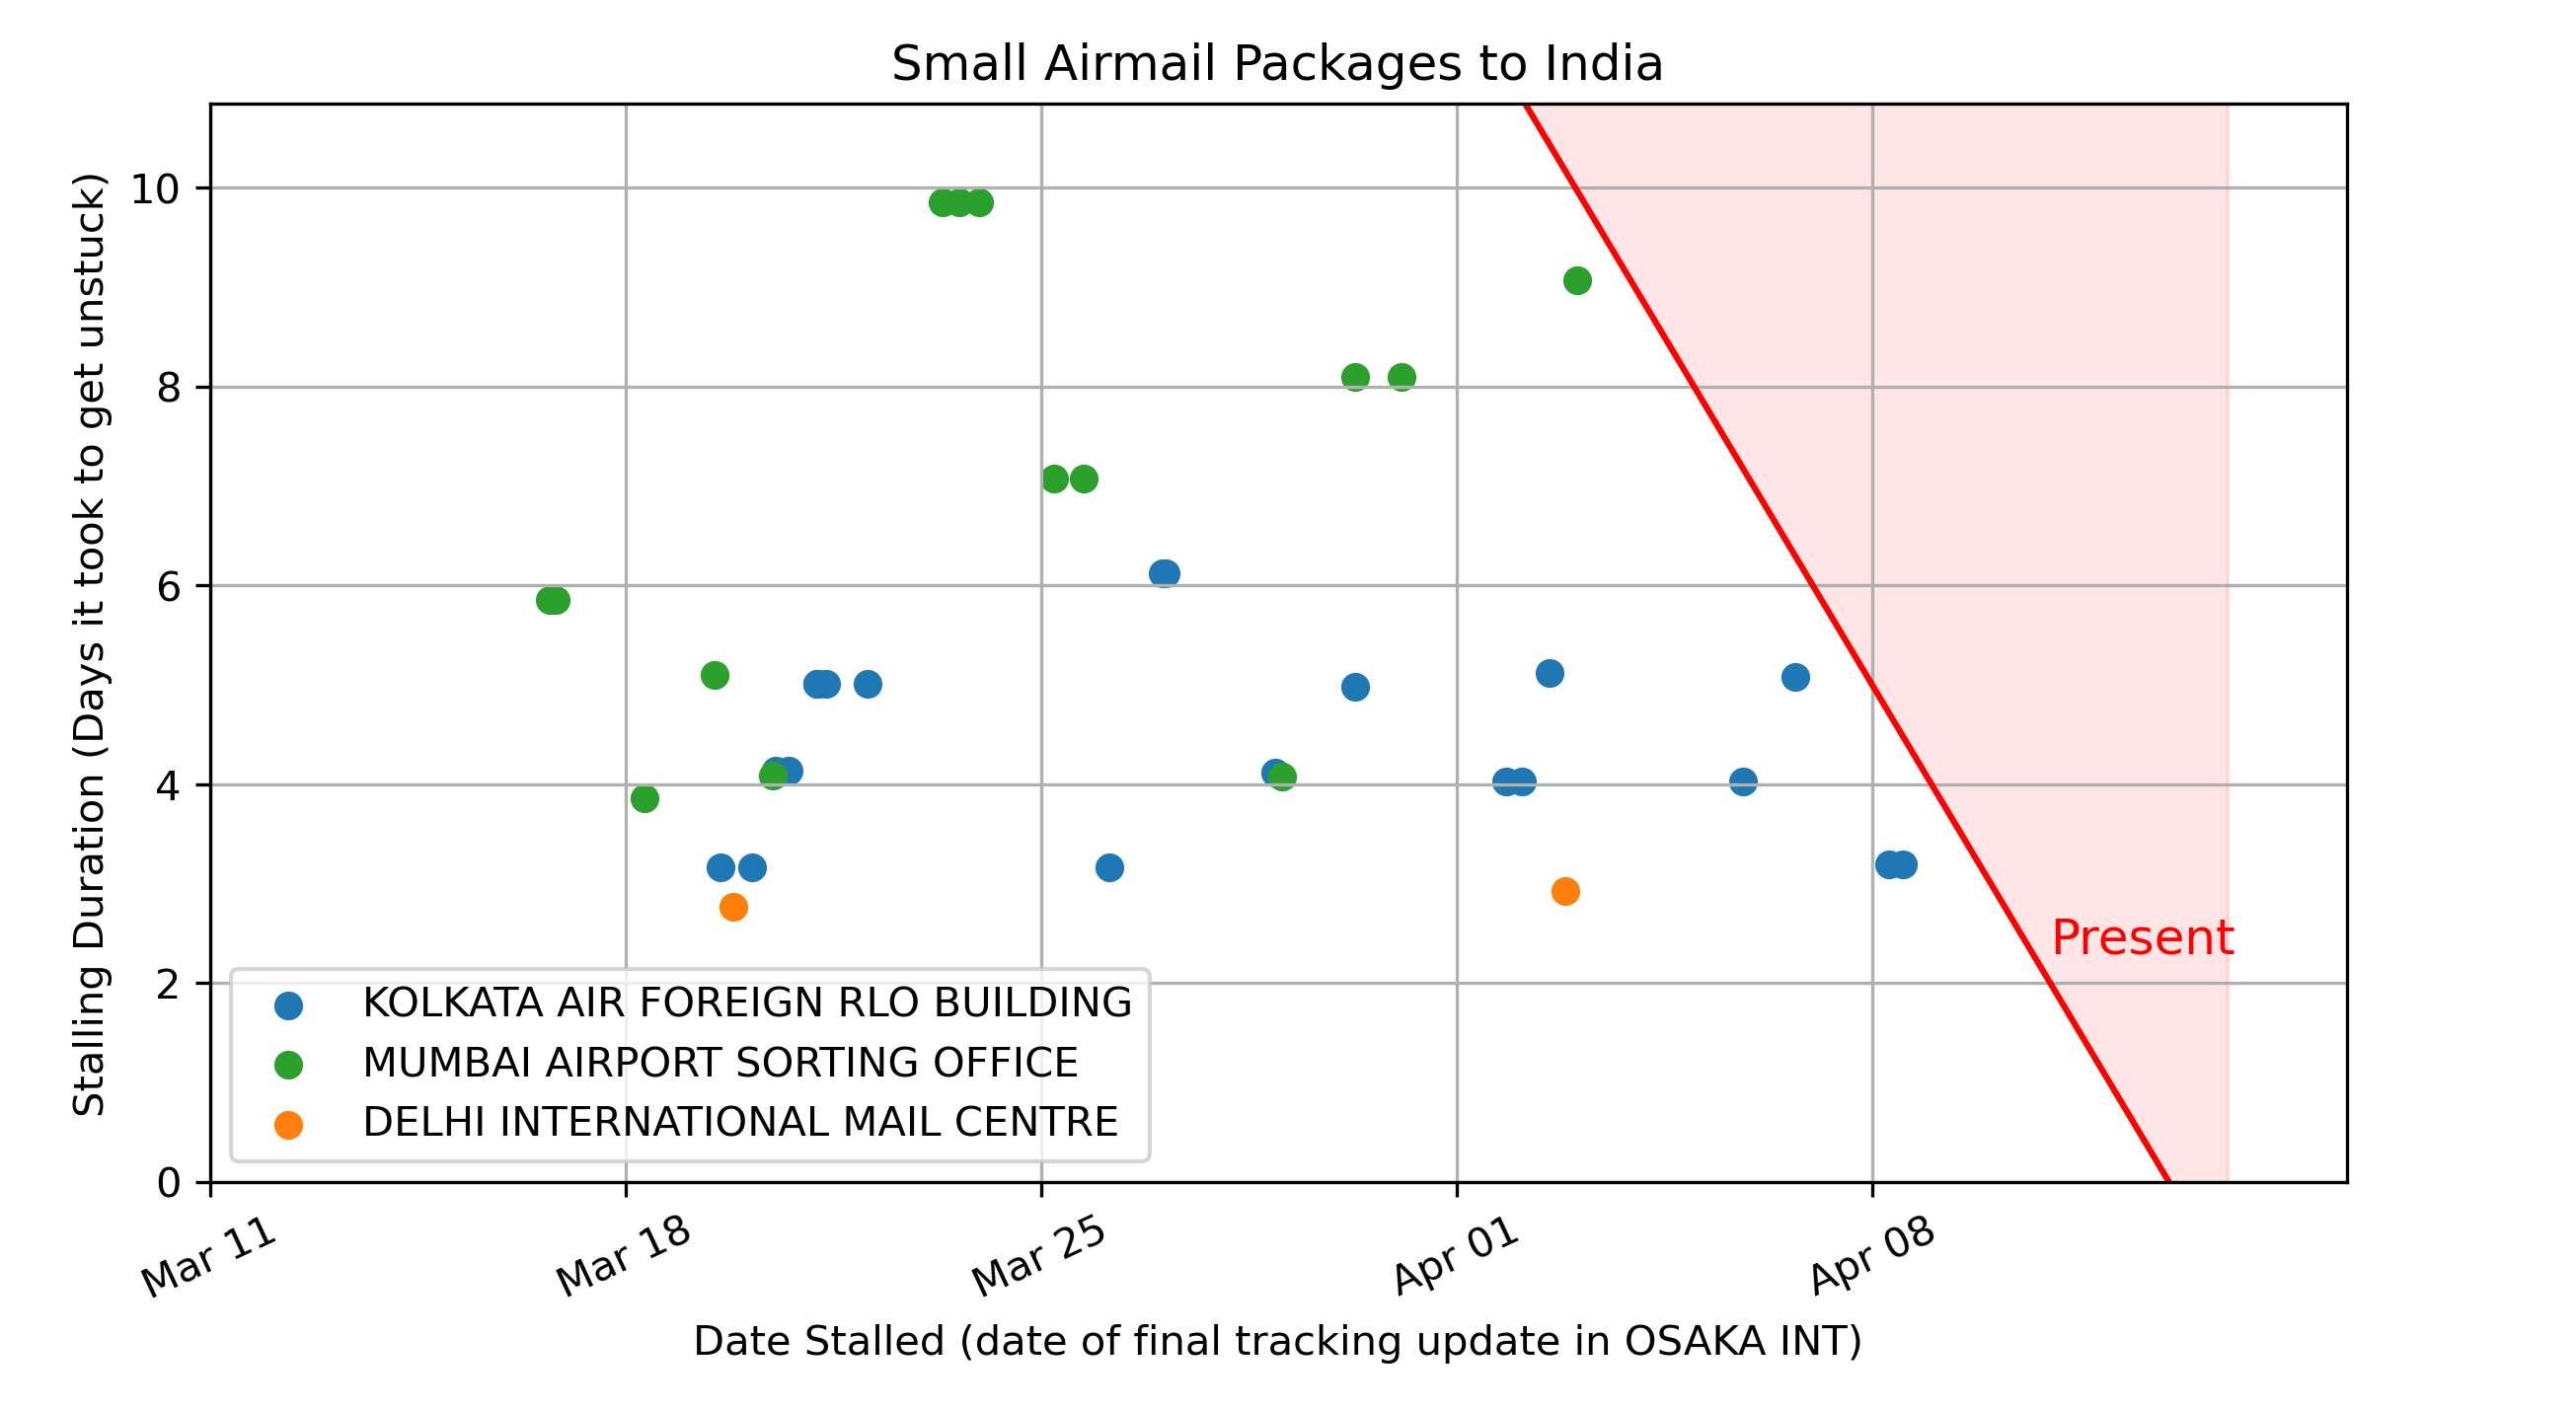 Small Airmail Packages to India
Stalling Duration (Days it took to get unstuck)
10
8
6
4
2
0
Present
KOLKATA AIR FOREIGN RLO BUILDING
MUMBAI AIRPORT SORTING OFFICE
DELHI INTERNATIONAL MAIL CENTRE
Mar 11
Mar 18
Mar 25
Apr 01
Apr 08
Date Stalled (date of final tracking update in OSAKA INT)